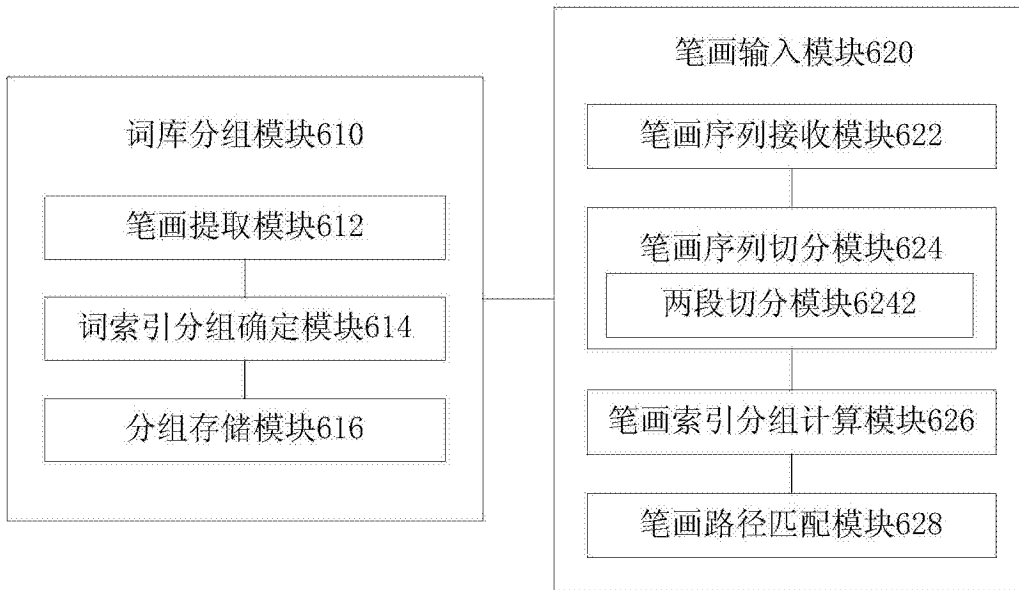 词库分组模块610
笔画提取模块612
词索引分组确定模块614
分组存储模块616
笔画输入模块620
笔画序列接收模块622
笔画序列切分模块624
两段切分模块6242
笔画索引分组计算模块626
笔画路径匹配模块628